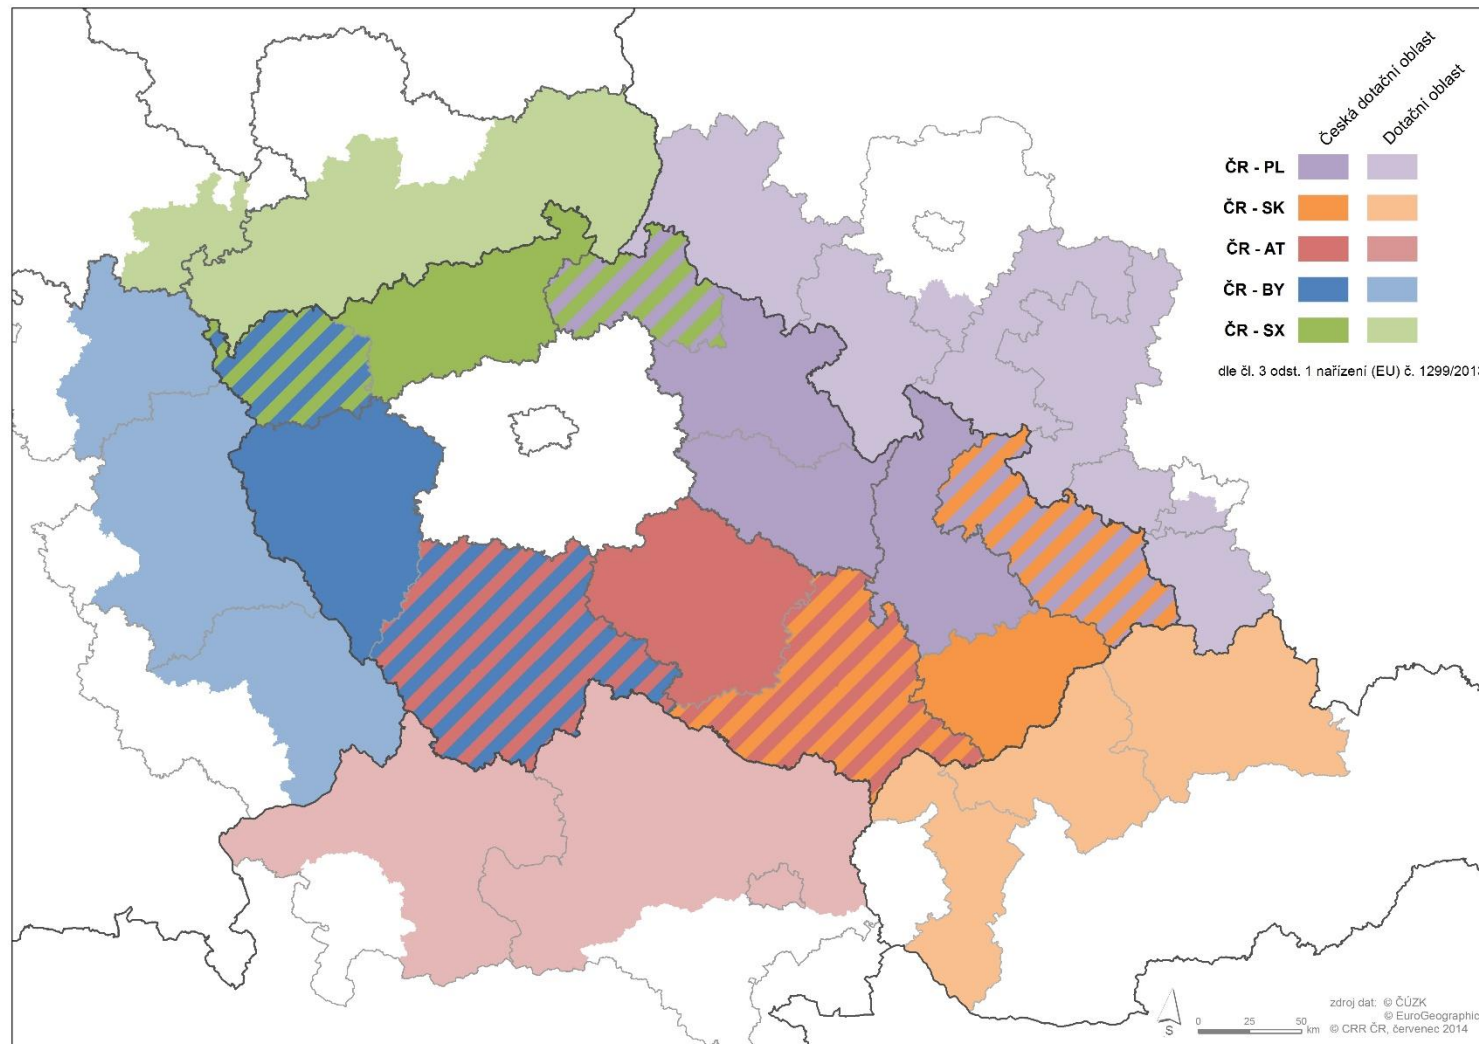 Česká dotační oblast
Dotační oblast
ČR - PL
ČR - SK
ČR - AT
ČR - BY
ČR - SX
dle čl. 3 odst. 1 nařízení (EU) č. 1299/2013
S
0 25 50 km
zdroj dat: © ČÚZK
© EuroGeographic
© CRR ČR, červenec 2014